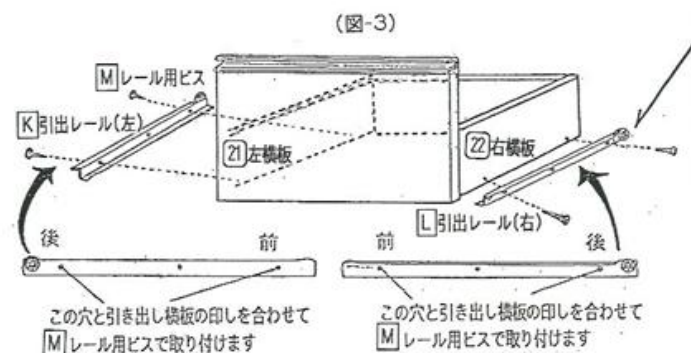 (図-3)
Mレール用ビス
K引出レール(左)
21左横板
22右横板
L引出レール(右)
後 前
前 後
この穴と引き出し横板の印しを合わせて
Mレール用ビスで取り付けます
この穴と引き出し横板の印しを合わせて
Mレール用ビスで取り付けます